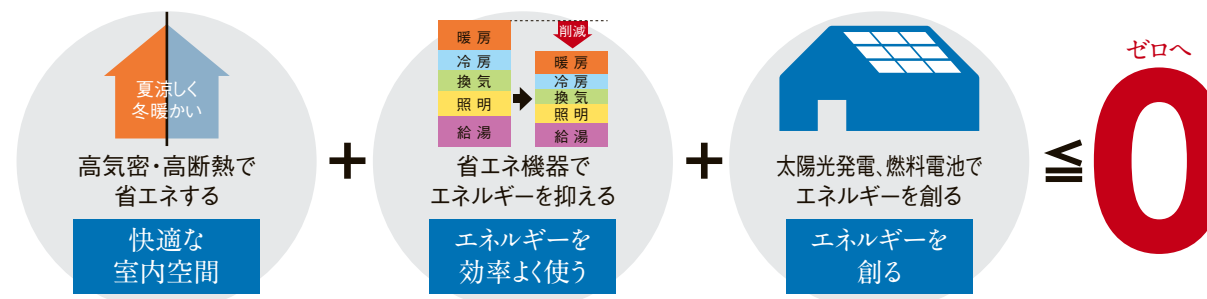 夏涼しく
冬暖かい
高気密・高断熱で
省エネする
快適な
室内空間
+
暖房
冷房
換気
照明
給湯
削減
暖房
冷房
換気
照明
給湯
省エネ機器で
エネルギーを抑える
エネルギーを
効率よく使う
+
太陽光発電、燃料電池で
エネルギーを創る
エネルギーを
創る
≦
ゼロへ
0